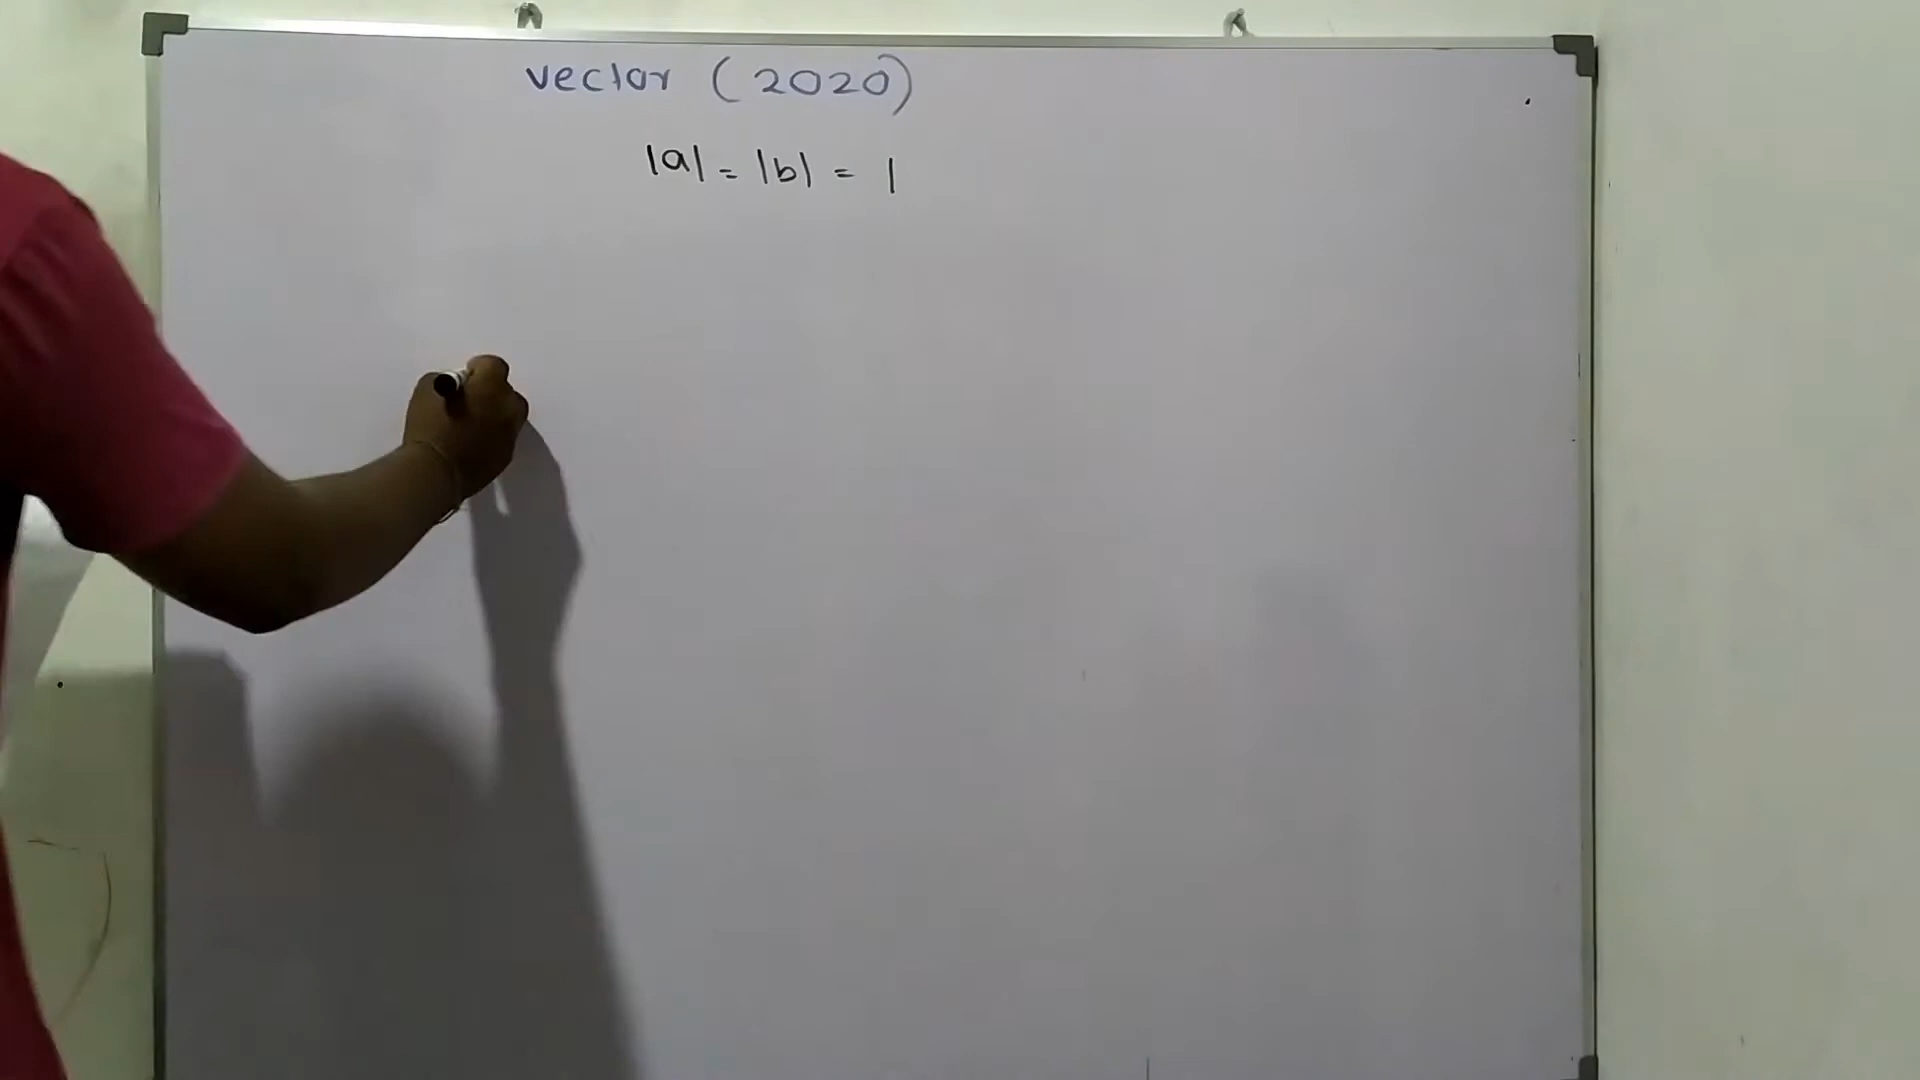 vector (2020)
|a| = |b| = 1